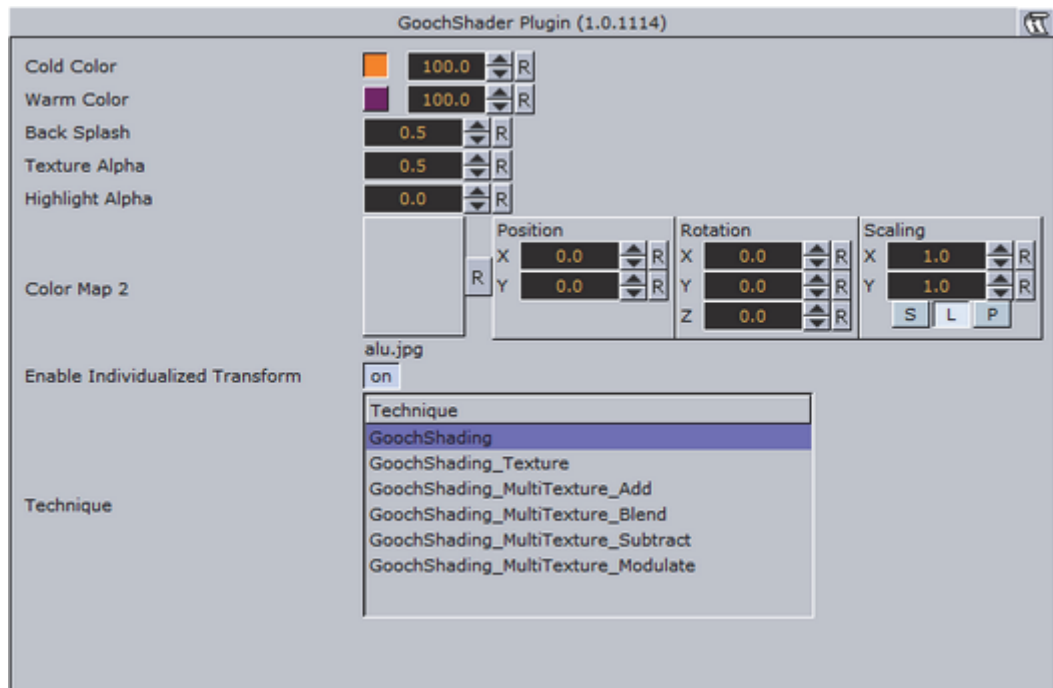 GoochShader Plugin (1.0.1114)
Cold Color 100.0 R
Warm Color 100.0 R
Back Splash 0.5 R
Texture Alpha 0.5 R
Highlight Alpha 0.0 R
Position Rotation Scaling
X 0.0 R X 0.0 R X 1.0 R
Color Map 2 R Y 0.0 R Y 0.0 R Y 1.0 R
Z 0.0 R S L P
alu.jpg
Enable Individualized Transform on
Technique
GoochShading
GoochShading_Texture
GoochShading_MultiTexture_Add
Technique GoochShading_MultiTexture_Blend
GoochShading_MultiTexture_Subtract
GoochShading_MultiTexture_Modulate